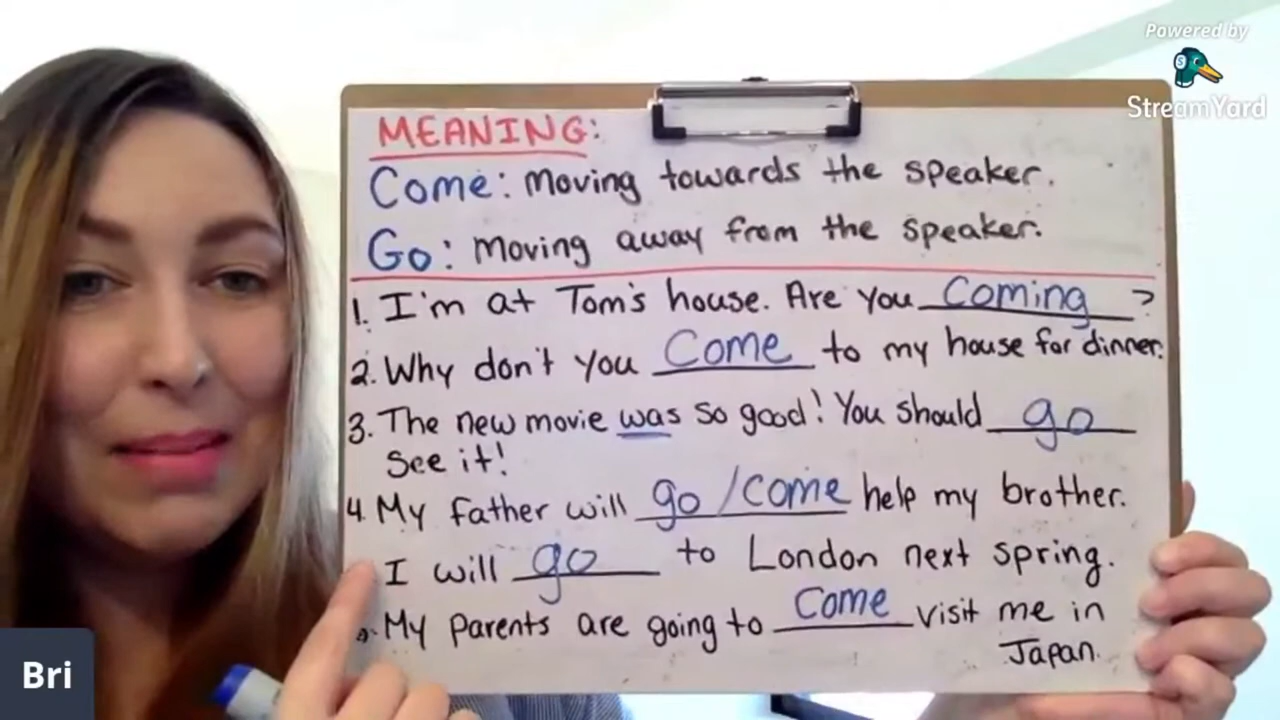 Powered by
StreamYard
MEANING:
Come: Moving towards the speaker.
Go: Moving away from the speaker.
1. I'm at Tom's house. Are you coming ?
2. Why don't you come to my house for dinner.
3. The new movie was so good! You should go
see it!
4. My father will go/come help my brother.
I will go to London next spring.
My parents are going to come visit me in
Japan.
Bri